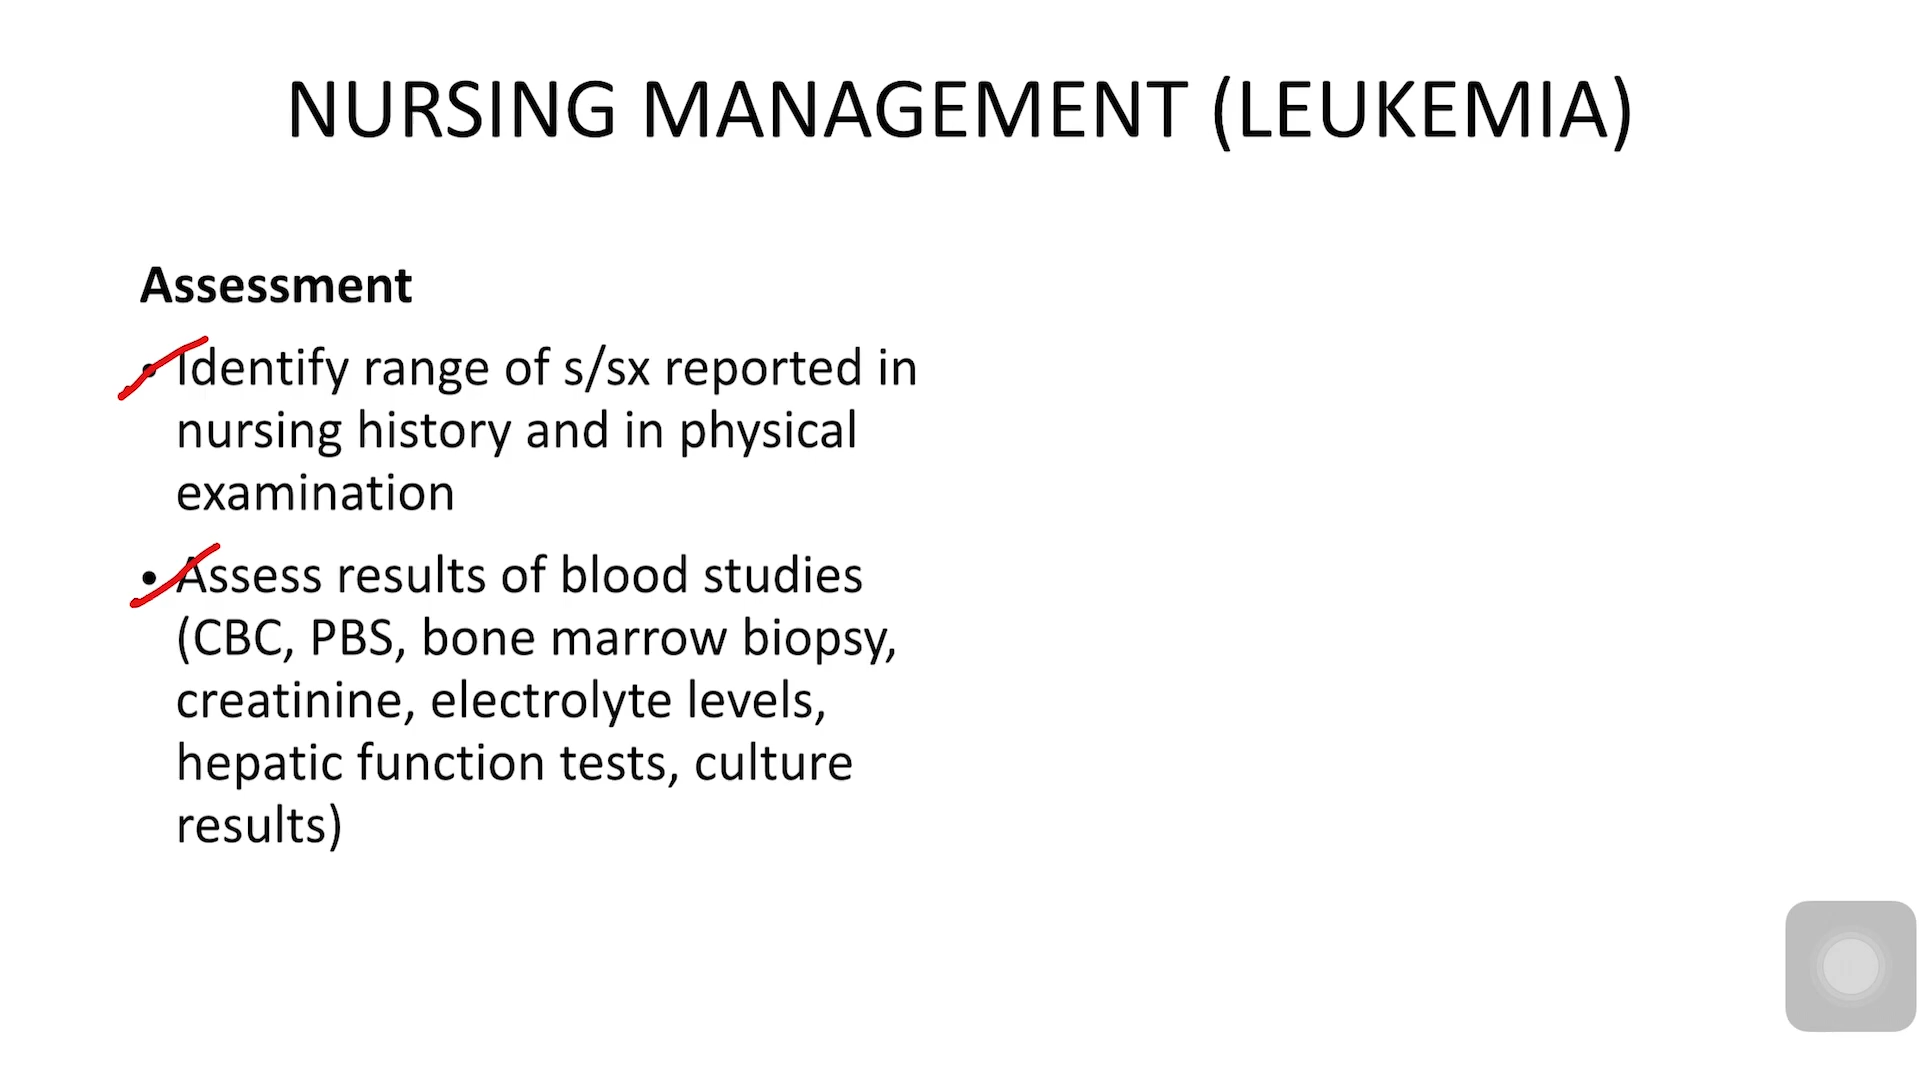 NURSING MANAGEMENT (LEUKEMIA)
Assessment
• Identify range of s/sx reported in
nursing history and in physical
examination
• Assess results of blood studies
(CBC, PBS, bone marrow biopsy,
creatinine, electrolyte levels,
hepatic function tests, culture
results)